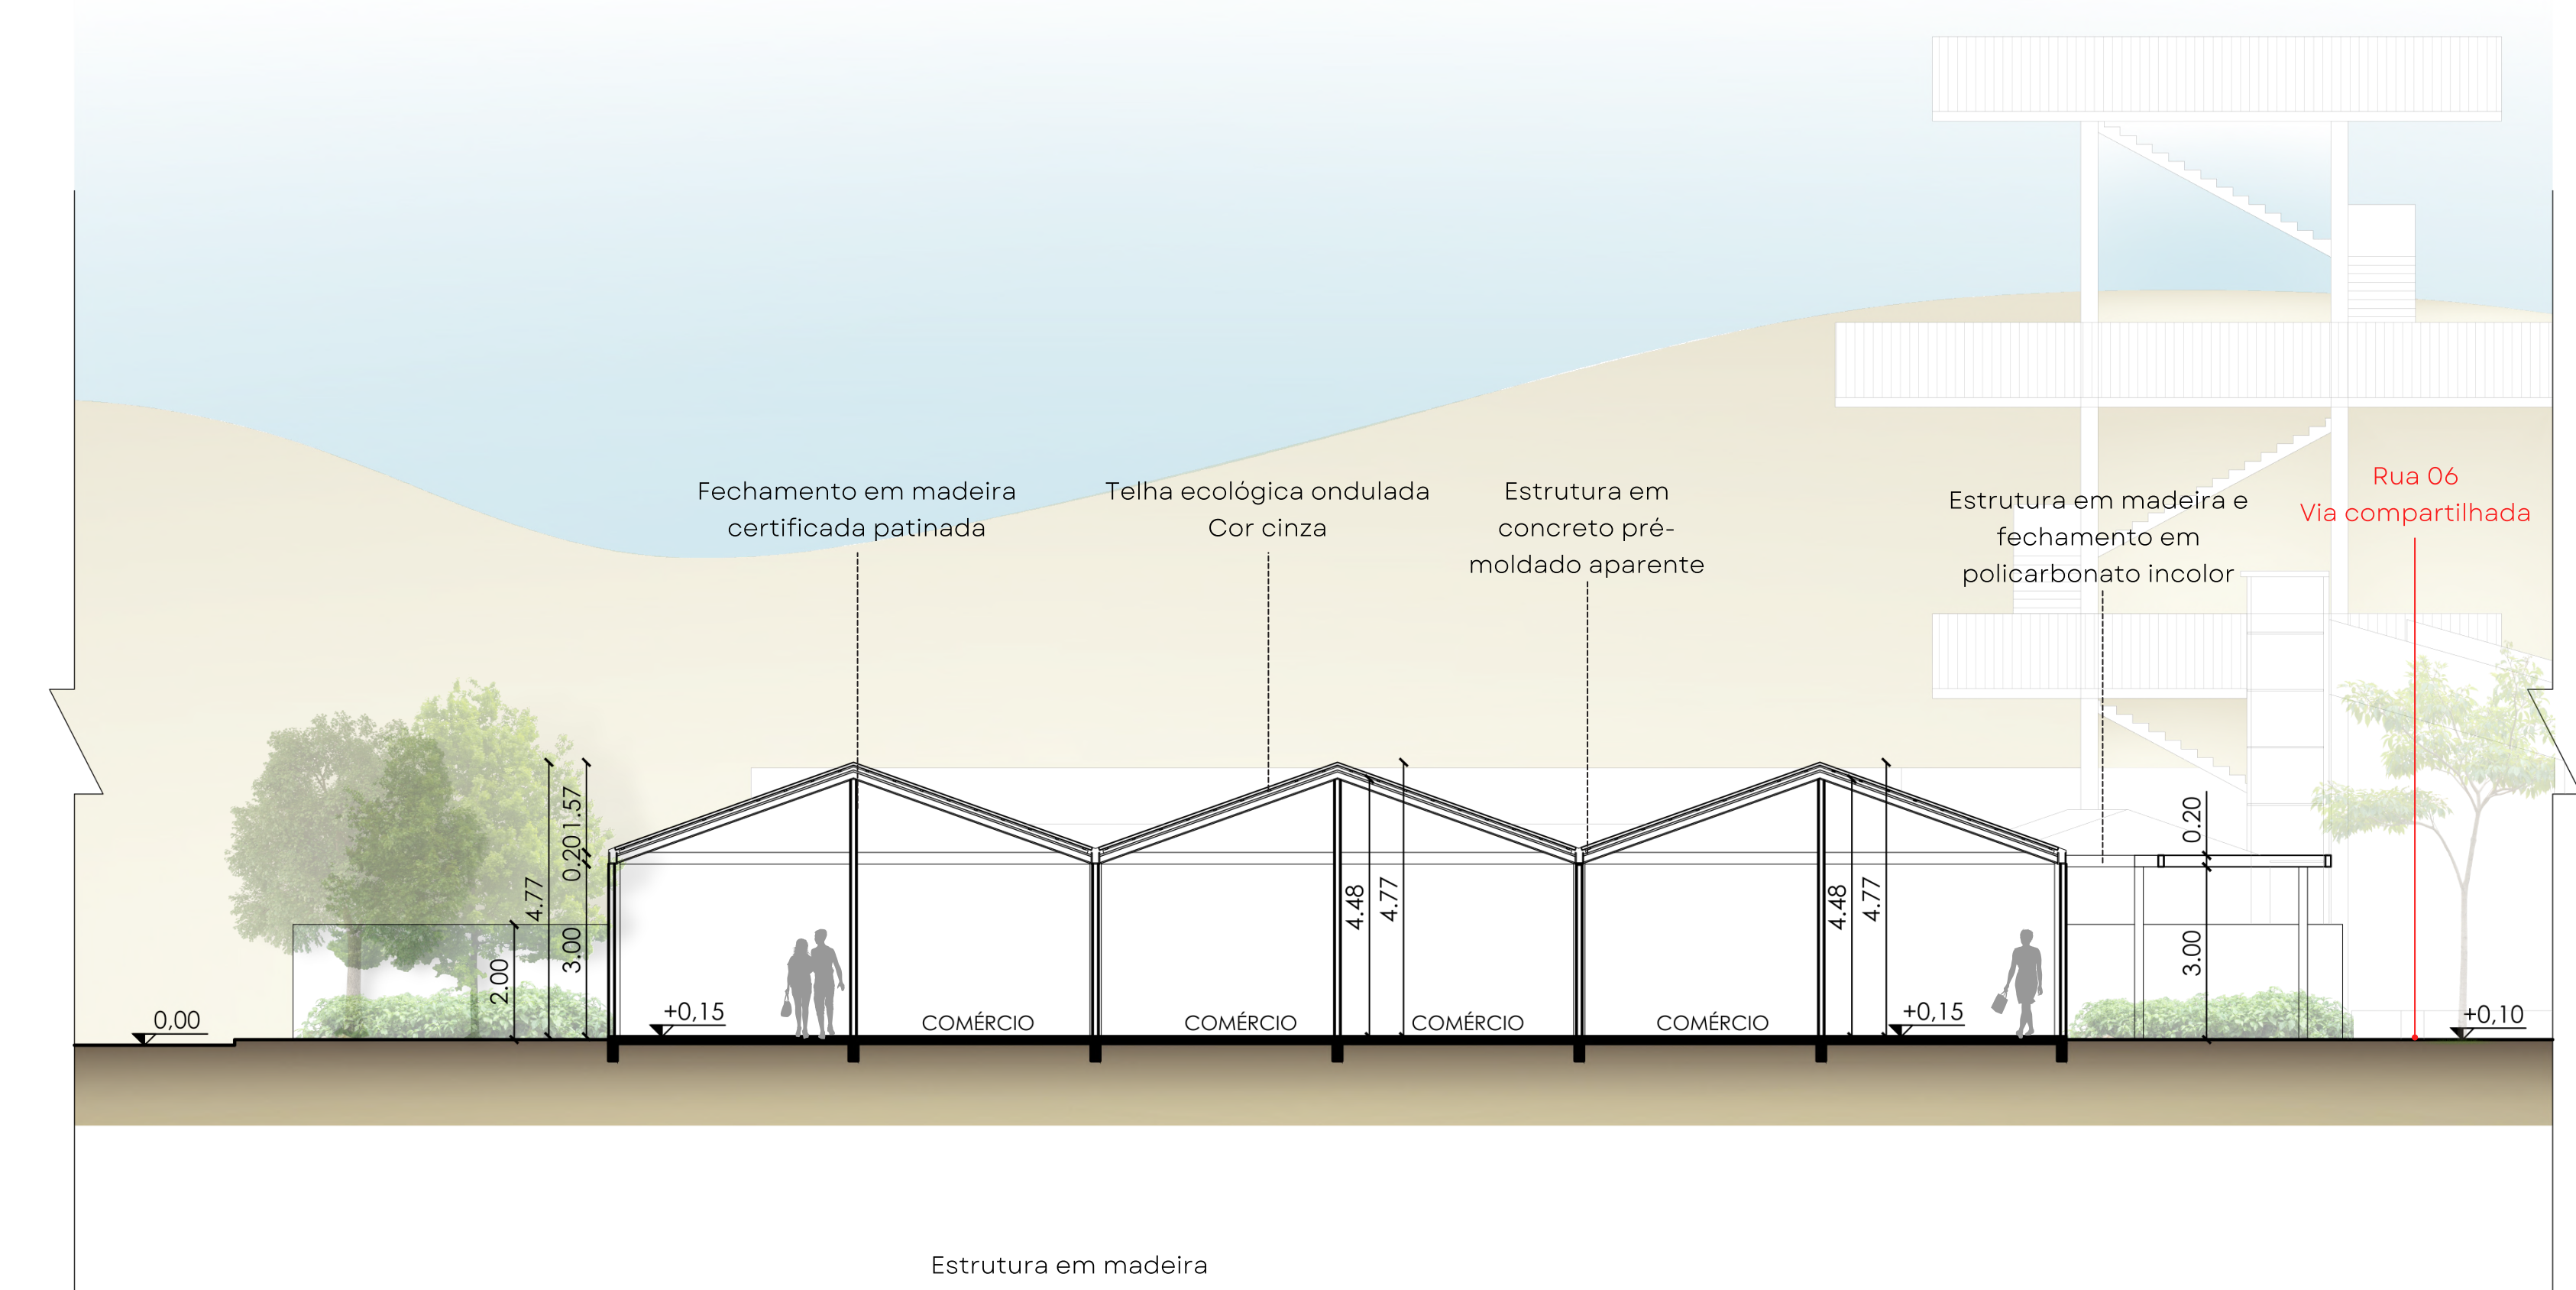 Fechamento em madeira
certificada patinada
Telha ecológica ondulada
Cor cinza
Estrutura em
concreto pré-
moldado aparente
Estrutura em madeira e
fechamento em
policarbonato incolor
Rua 06
Via compartilhada
0,00
2.00
4.77
1.57
0.20
3.00
+0,15
COMÉRCIO
COMÉRCIO
4.48
4.77
COMÉRCIO
COMÉRCIO
4.48
4.77
+0,15
0.20
3.00
+0,10
Estrutura em madeira